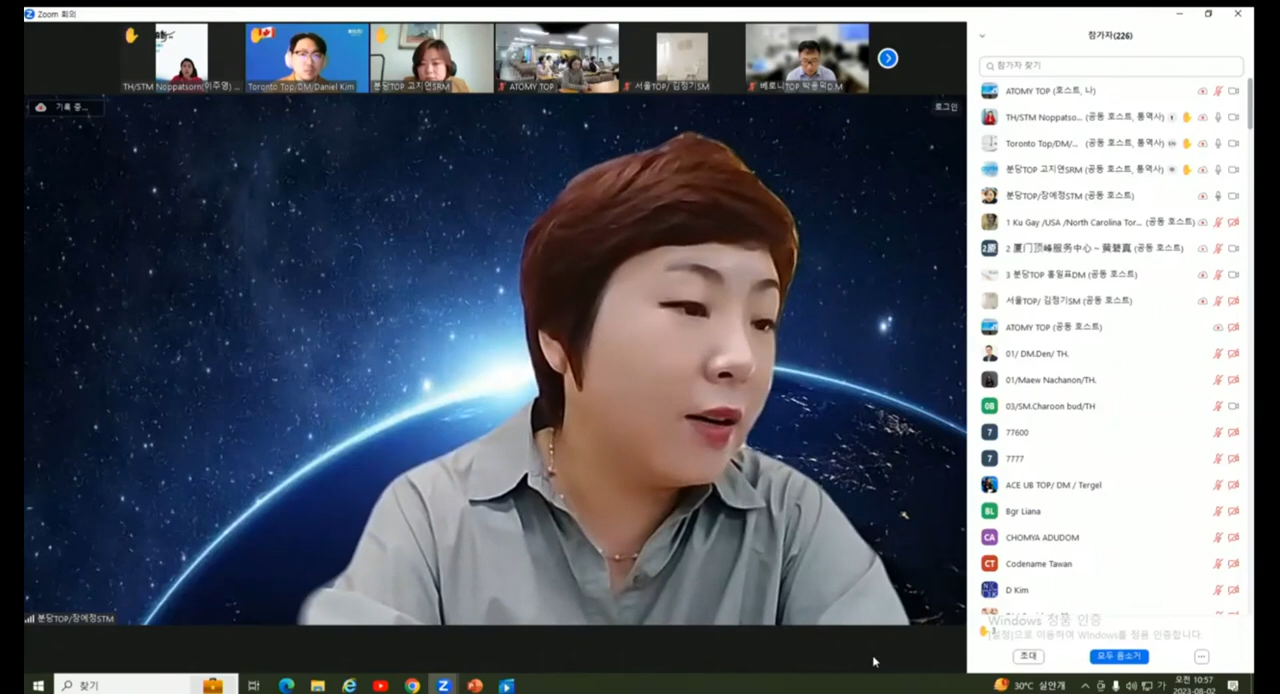 Zoom 회의
TH/STM Noppatsorn(이주영) ...
Toronto Top/DM/Daniel Kim
분당TOP 고지연SRM
ATOMY TOP
서울TOP/ 김정기SM
기록 중...
로그인
분당TOP/장예정STM
참가자(226)
참가자 찾기
ATOMY TOP (호스트, 나)
TH/STM Noppatso... (공동 호스트, 통역사)
Toronto Top/DM/... (공동 호스트, 통역사)
분당TOP 고지연SRM (공동 호스트, 통역사)
분당TOP/장예정STM (공동 호스트)
1 Ku Gay /USA /North Carolina Tor... (공동 호스트)
2厦 2 厦门顶峰服务中心~黄碧真 (공동 호스트)
3 분당TOP 홍일표DM (공동 호스트)
서울TOP/ 김정기SM (공동 호스트)
ATOMY TOP (공동 호스트)
01/ DM.Den/ TH.
01/Maew Nachanon/TH.
0B 03/SM.Charoon bud/TH
7 77600
7 7777
ACE UB TOP/ DM / Tergel
BL Bgr Liana
CA CHOMYA ADUDOM
CT Codename Tawan
D Kim
Windows 정품 인증
[설정]으로 이동하여 Windows를 정품 인증합니다.
초대
모두 음소거
찾기
30°C 실안개
가
오전 10:57
2023-08-02